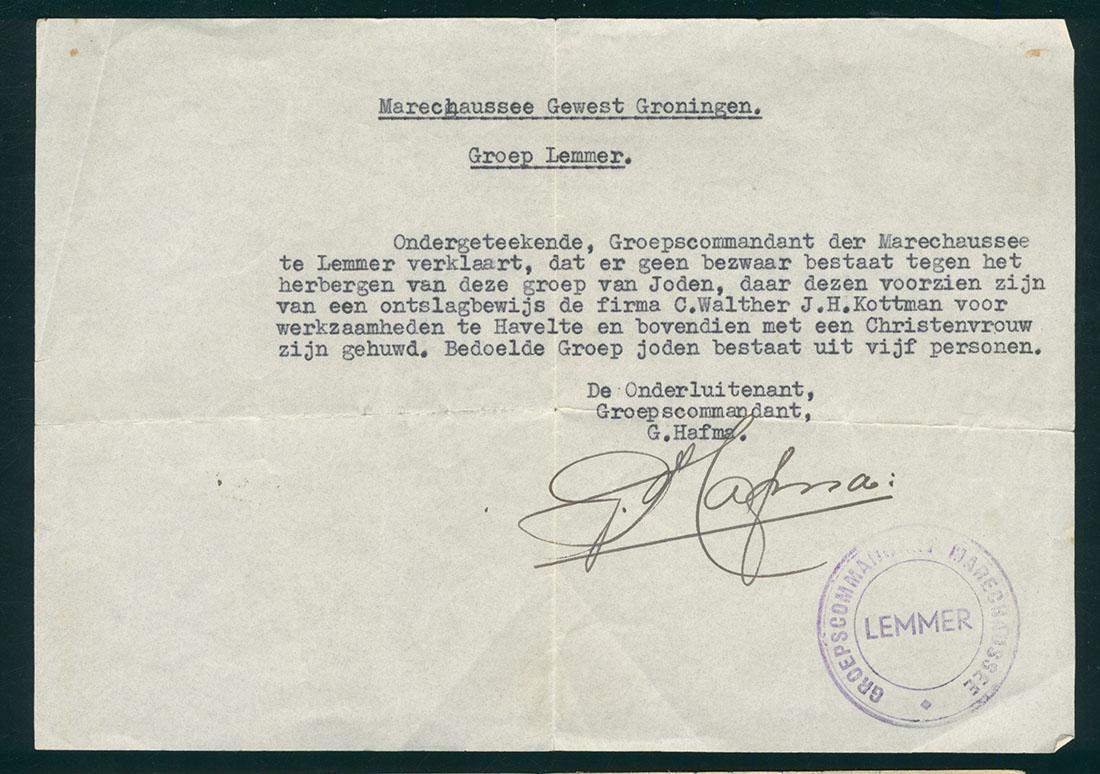 Marechaussee Gewest Groningen.
Groep Lemmer.
Ondergeteekende, Groepscommandant der Marechaussee
te Lemmer verklaart, dat er geen bezwaar bestaat tegen het
herbergen van deze groep van Joden, daar dezen voorzien zijn
van een ontslagbewijs de firma C.Walther J.H.Kottman voor
werkzaamheden te Havelte en bovendien met een Christenvrouw
zijn gehuwd. Bedoelde Groep joden bestaat uit vijf personen.
De Onderluitenant,
Groepscommandant,
G.Hafma.
G. Hafma.
GROEPSCOMMANDANT MARECHAUSSEE
LEMMER